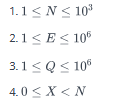 1. 1 ≤ N ≤ 10³
2. 1 ≤ E ≤ 10⁶
3. 1 ≤ Q ≤ 10⁶
4. 0 ≤ X < N